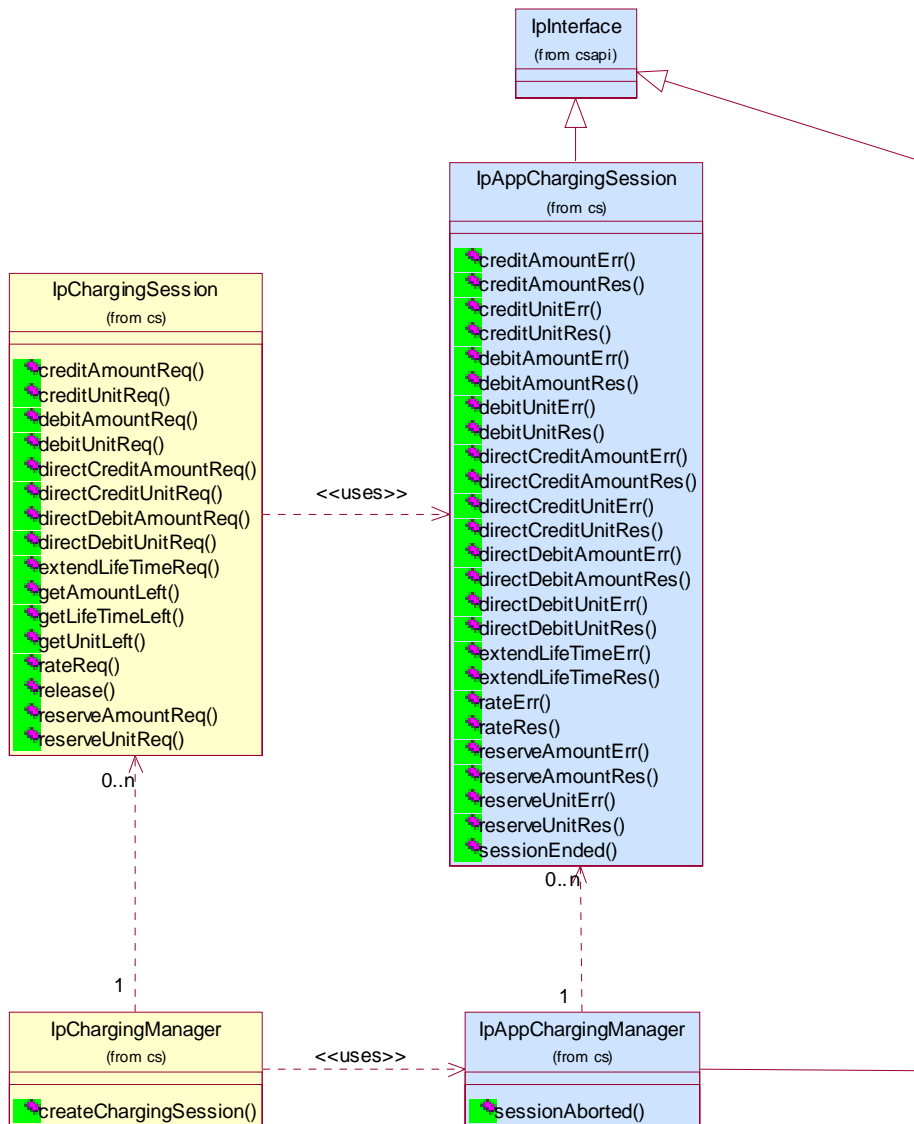 IpInterface
(from csapi)
IpAppChargingSession
(from cs)
creditAmountErr()
creditAmountRes()
creditUnitErr()
creditUnitRes()
debitAmountErr()
debitAmountRes()
debitUnitErr()
debitUnitRes()
directCreditAmountErr()
directCreditAmountRes()
directCreditUnitErr()
directCreditUnitRes()
directDebitAmountErr()
directDebitAmountRes()
directDebitUnitErr()
directDebitUnitRes()
extendLifeTimeErr()
extendLifeTimeRes()
rateErr()
rateRes()
reserveAmountErr()
reserveAmountRes()
reserveUnitErr()
reserveUnitRes()
sessionEnded()
IpChargingSession
(from cs)
creditAmountReq()
creditUnitReq()
debitAmountReq()
debitUnitReq()
directCreditAmountReq()
directCreditUnitReq()
directDebitAmountReq()
directDebitUnitReq()
extendLifeTimeReq()
getAmountLeft()
getLifeTimeLeft()
getUnitLeft()
rateReq()
release()
reserveAmountReq()
reserveUnitReq()
<<uses>>
0..n
0..n
1
1
IpChargingManager
(from cs)
createChargingSession()
<<uses>>
IpAppChargingManager
(from cs)
sessionAborted()